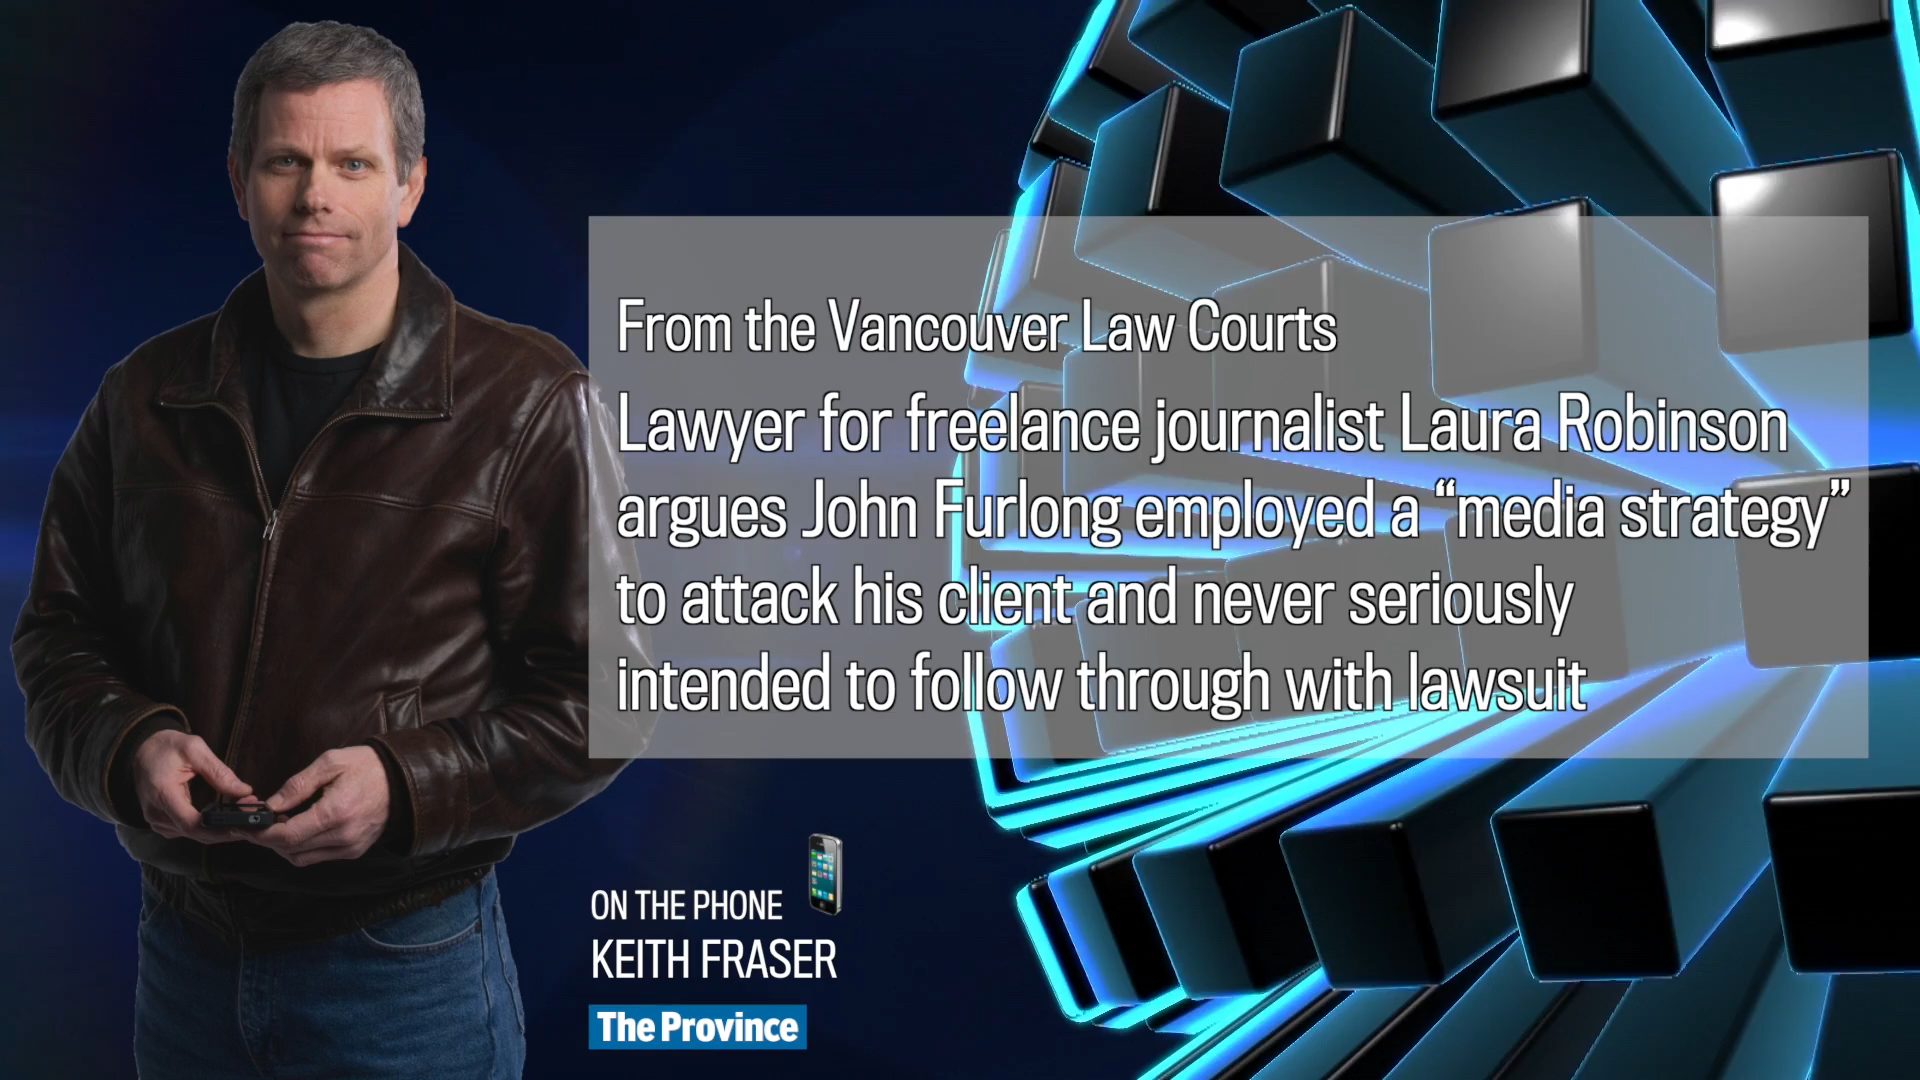 From the Vancouver Law Courts
Lawyer for freelance journalist Laura Robinson
argues John Furlong employed a “media strategy”
to attack his client and never seriously
intended to follow through with lawsuit
ON THE PHONE
KEITH FRASER
The Province